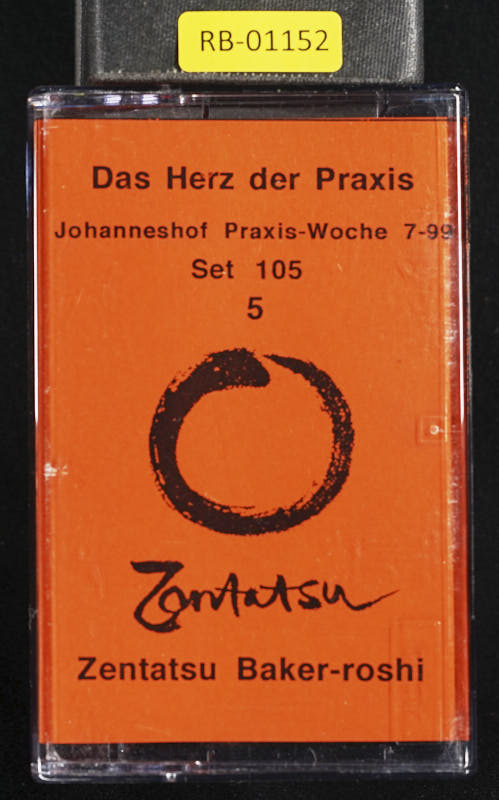 RB-01152
Das Herz der Praxis
Johanneshof Praxis-Woche 7-99
Set 105
5
Zentatsu
Zentatsu Baker-roshi